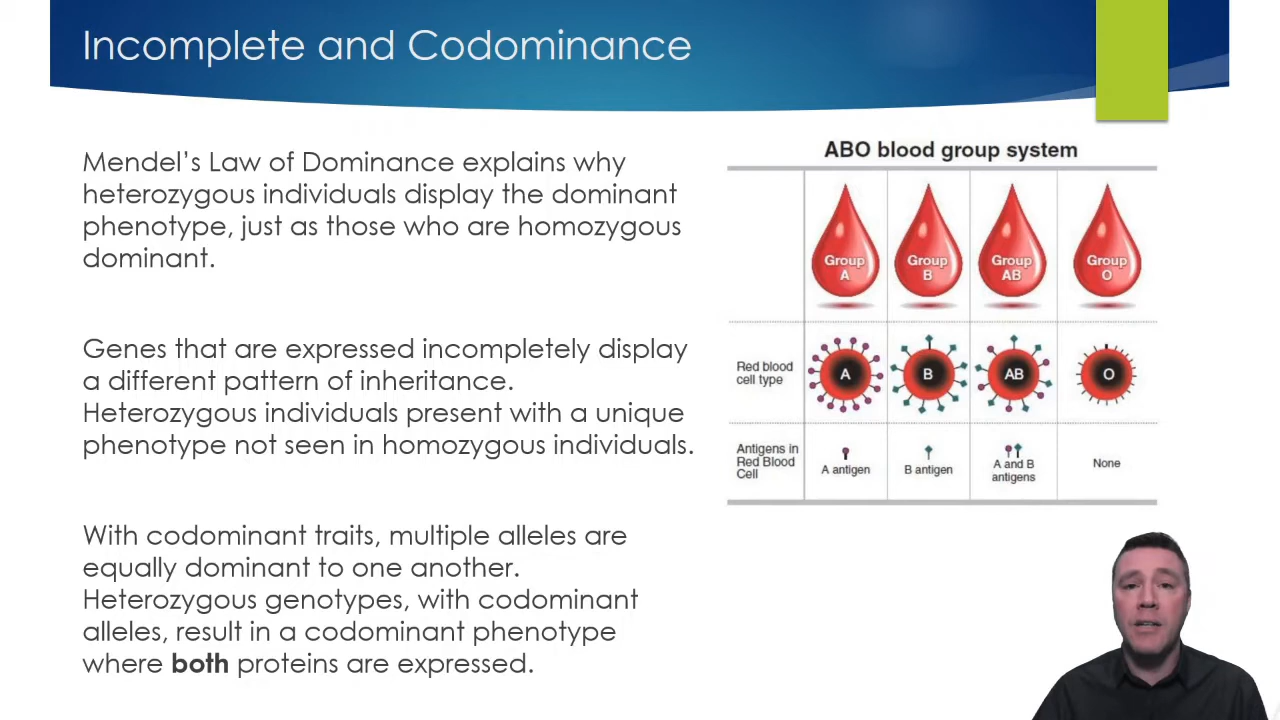 Incomplete and Codominance
Mendel’s Law of Dominance explains why
heterozygous individuals display the dominant
phenotype, just as those who are homozygous
dominant.
Genes that are expressed incompletely display
a different pattern of inheritance.
Heterozygous individuals present with a unique
phenotype not seen in homozygous individuals.
With codominant traits, multiple alleles are
equally dominant to one another.
Heterozygous genotypes, with codominant
alleles, result in a codominant phenotype
where both proteins are expressed.
ABO blood group system
Group
A
Group
B
Group
AB
Group
O
Red blood
cell type
A
B
AB
O
Antigens in
Red Blood
Cell
A antigen
B antigen
A and B
antigens
None